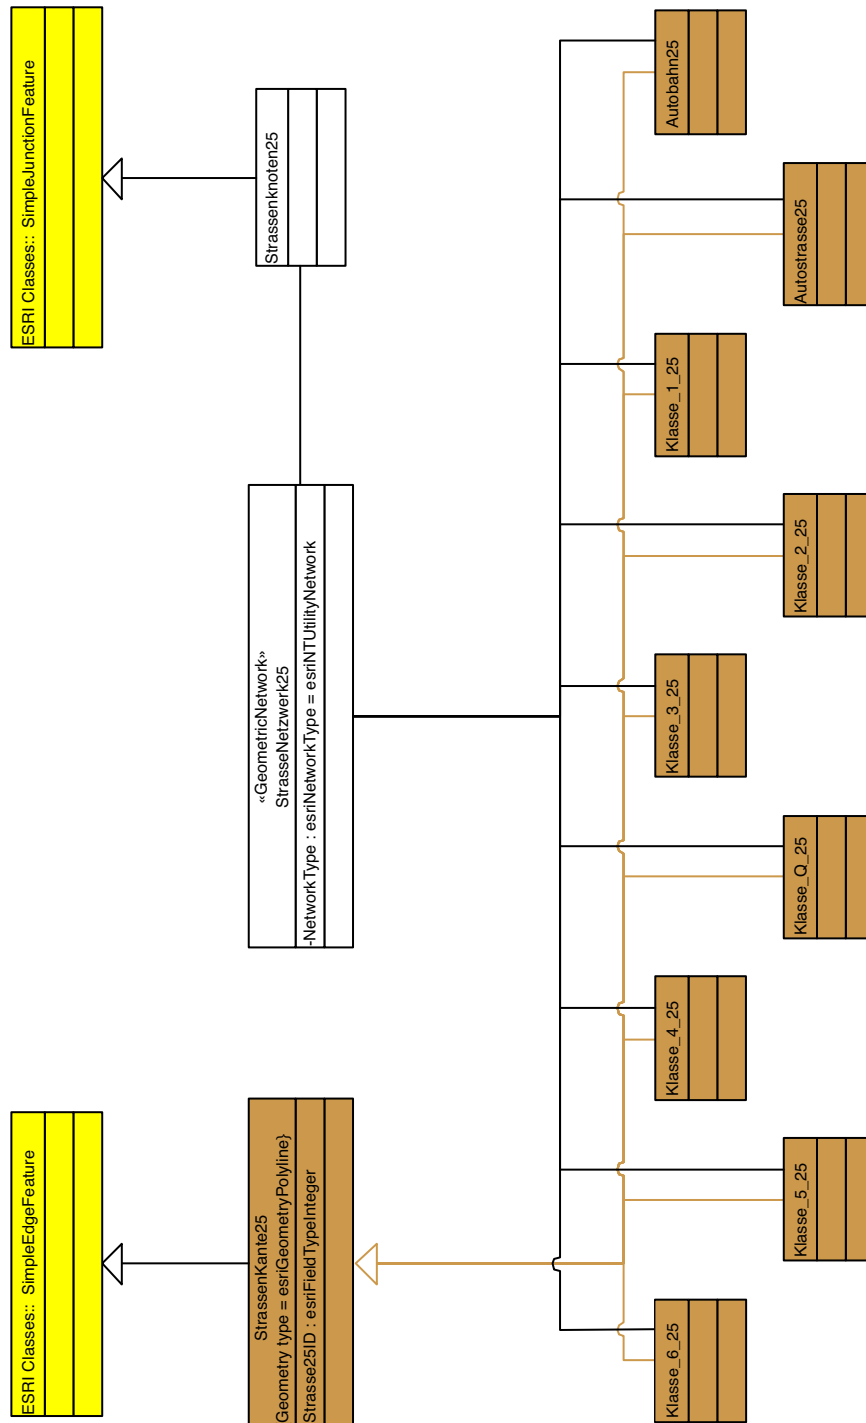 ESRI Classes:: SimpleEdgeFeature
ESRI Classes:: SimpleJunctionFeature
StrassenKante25
Geometry type = esriGeometryPolyline}
Strasse25ID : esriFieldTypeInteger
«GeometricNetwork»
StrasseNetzwerk25
-NetworkType : esriNetworkType = esriNTUtilityNetwork
Strassenknoten25
Klasse_6_25
Klasse_5_25
Klasse_4_25
Klasse_Q_25
Klasse_3_25
Klasse_2_25
Klasse_1_25
Autostrasse25
Autobahn25